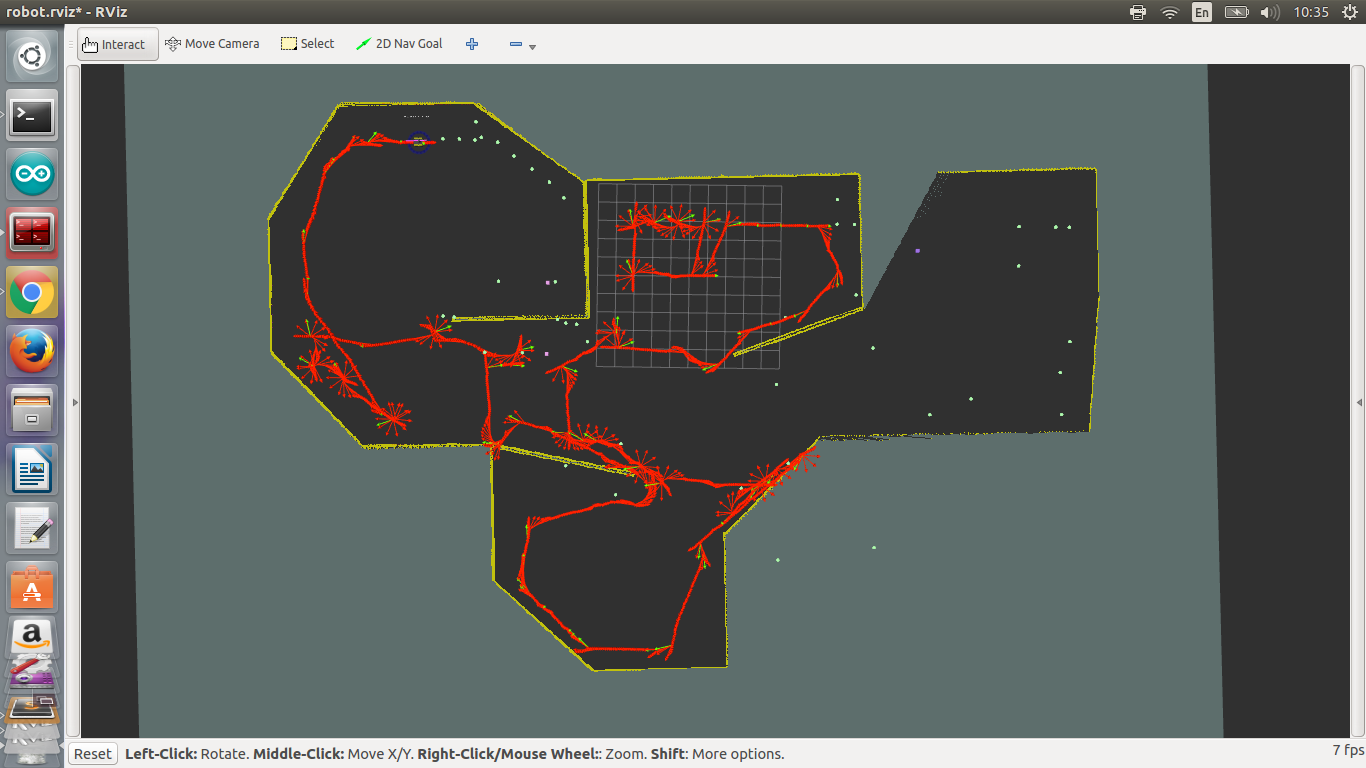 robot.rviz* - RViz
En
10:35
Interact
Move Camera
Select
2D Nav Goal
Reset
Left-Click: Rotate. Middle-Click: Move X/Y. Right-Click/Mouse Wheel:: Zoom. Shift: More options.
7 fps